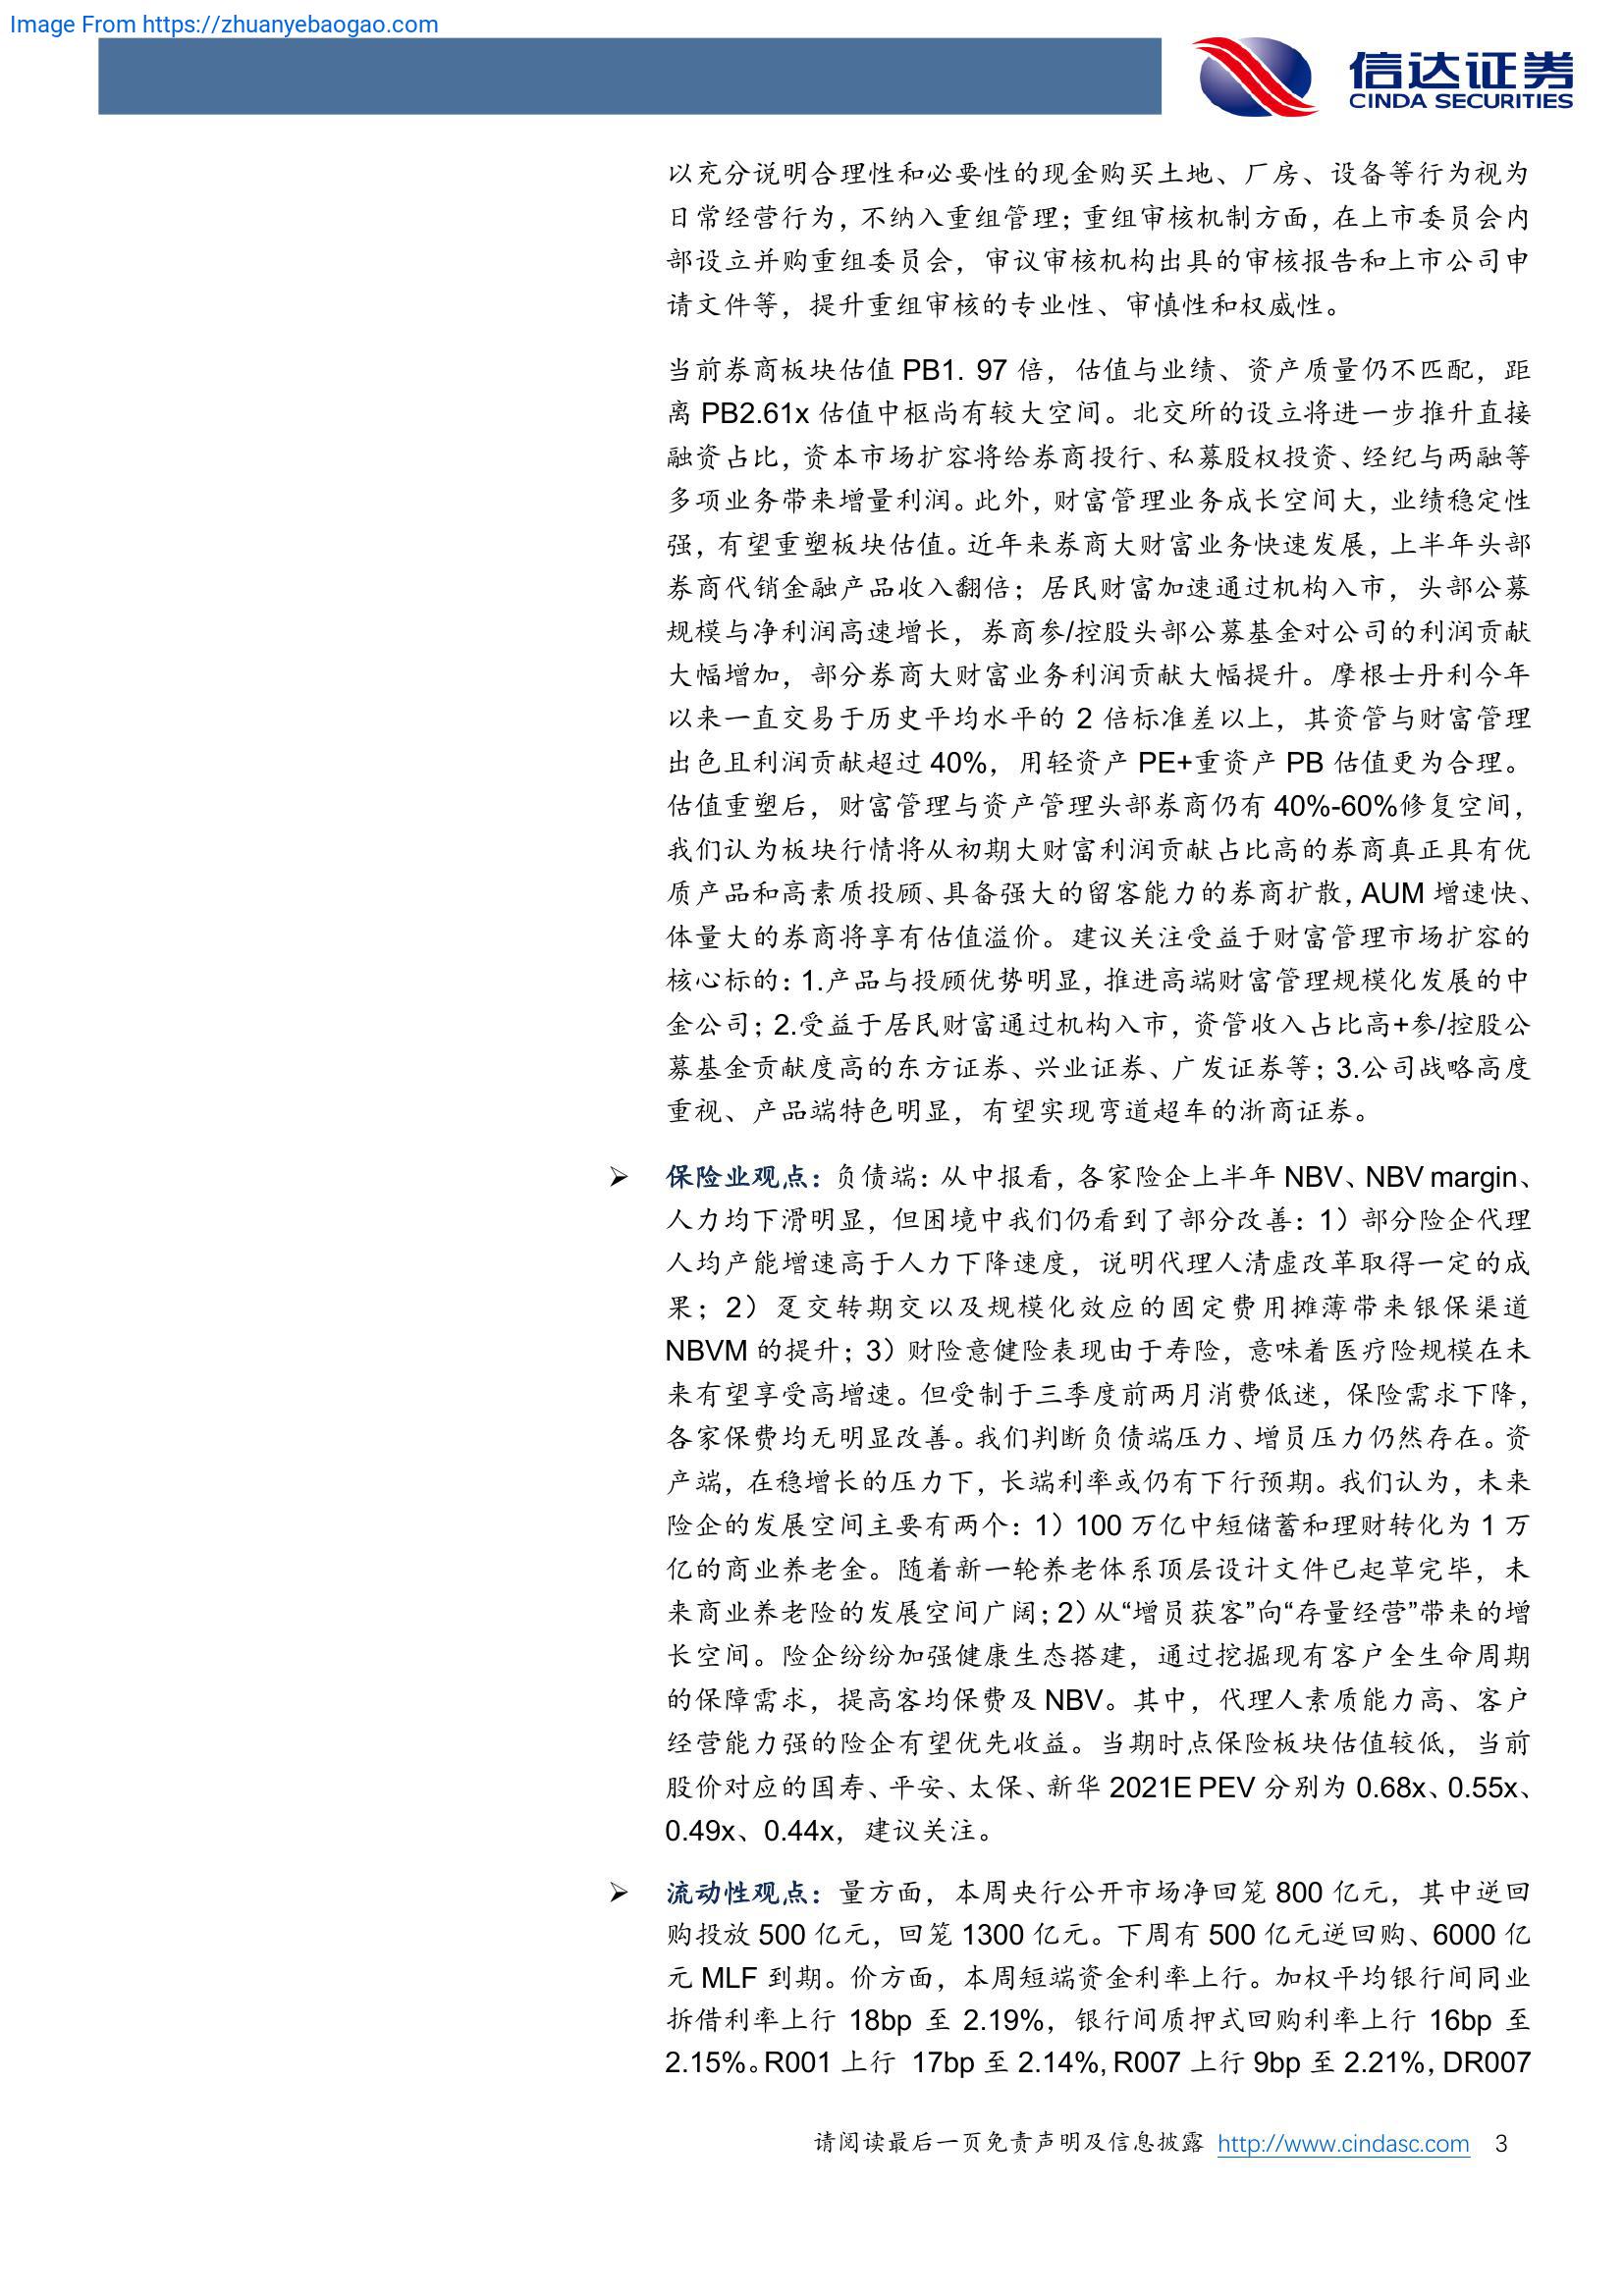 Image From https://zhuanyebaogao.com
信达证券
CINDA SECURITIES
以充分说明合理性和必要性的现金购买土地、厂房、设备等行为视为
日常经营行为，不纳入重组管理；重组审核机制方面，在上市委员会内
部设立并购重组委员会，审议审核机构出具的审核报告和上市公司申
请文件等，提升重组审核的专业性、审慎性和权威性。
当前券商板块估值 PB1. 97 倍，估值与业绩、资产质量仍不匹配，距
离 PB2.61x 估值中枢尚有较大空间。北交所的设立将进一步推升直接
融资占比，资本市场扩容将给券商投行、私募股权投资、经纪与两融等
多项业务带来增量利润。此外，财富管理业务成长空间大，业绩稳定性
强，有望重塑板块估值。近年来券商大财富业务快速发展，上半年头部
券商代销金融产品收入翻倍；居民财富加速通过机构入市，头部公募
规模与净利润高速增长，券商参/控股头部公募基金对公司的利润贡献
大幅增加，部分券商大财富业务利润贡献大幅提升。摩根士丹利今年
以来一直交易于历史平均水平的 2 倍标准差以上，其资管与财富管理
出色且利润贡献超过 40%，用轻资产 PE+重资产 PB 估值更为合理。
估值重塑后，财富管理与资产管理头部券商仍有 40%-60%修复空间，
我们认为板块行情将从初期大财富利润贡献占比高的券商真正具有优
质产品和高素质投顾、具备强大的留客能力的券商扩散，AUM 增速快、
体量大的券商将享有估值溢价。建议关注受益于财富管理市场扩容的
核心标的：1.产品与投顾优势明显，推进高端财富管理规模化发展的中
金公司；2.受益于居民财富通过机构入市，资管收入占比高+参/控股公
募基金贡献度高的东方证券、兴业证券、广发证券等；3.公司战略高度
重视、产品端特色明显，有望实现弯道超车的浙商证券。
➢ 保险业观点：负债端：从中报看，各家险企上半年 NBV、NBV margin、
人力均下滑明显，但困境中我们仍看到了部分改善：1）部分险企代理
人均产能增速高于人力下降速度，说明代理人清虚改革取得一定的成
果；2）趸交转期交以及规模化效应的固定费用摊薄带来银保渠道
NBVM 的提升；3）财险意健险表现由于寿险，意味着医疗险规模在未
来有望享受高增速。但受制于三季度前两月消费低迷，保险需求下降，
各家保费均无明显改善。我们判断负债端压力、增员压力仍然存在。资
产端，在稳增长的压力下，长端利率或仍有下行预期。我们认为，未来
险企的发展空间主要有两个：1）100 万亿中短储蓄和理财转化为 1 万
亿的商业养老金。随着新一轮养老体系顶层设计文件已起草完毕，未
来商业养老险的发展空间广阔；2）从“增员获客”向“存量经营”带来的增
长空间。险企纷纷加强健康生态搭建，通过挖掘现有客户全生命周期
的保障需求，提高客均保费及 NBV。其中，代理人素质能力高、客户
经营能力强的险企有望优先收益。当期时点保险板块估值较低，当前
股价对应的国寿、平安、太保、新华 2021E PEV 分别为 0.68x、0.55x、
0.49x、0.44x，建议关注。
➢ 流动性观点：量方面，本周央行公开市场净回笼 800 亿元，其中逆回
购投放 500 亿元，回笼 1300 亿元。下周有 500 亿元逆回购、6000 亿
元 MLF 到期。价方面，本周短端资金利率上行。加权平均银行间同业
拆借利率上行 18bp 至 2.19%，银行间质押式回购利率上行 16bp 至
2.15%。R001 上行 17bp 至 2.14%, R007 上行 9bp 至 2.21%，DR007
请阅读最后一页免责声明及信息披露 http://www.cindasc.com 3